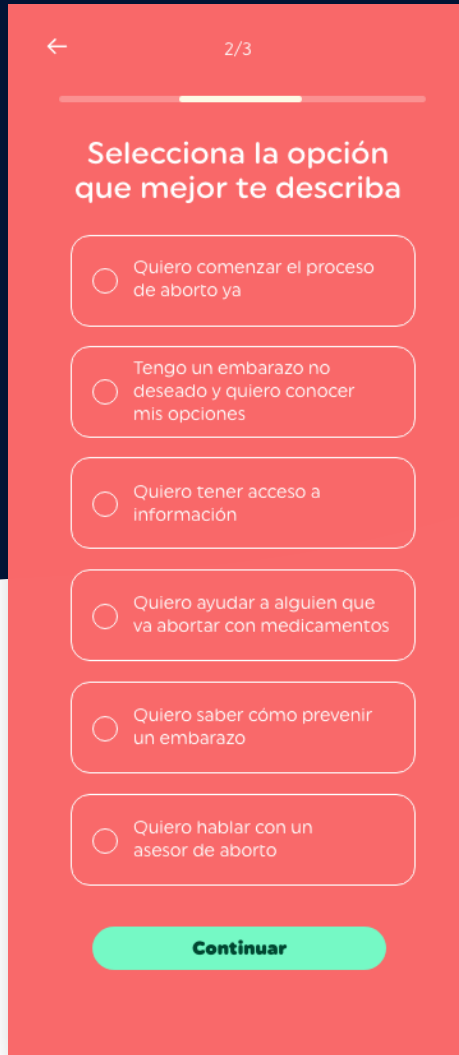 2/3
Selecciona la opción
que mejor te describa
Quiero comenzar el proceso
de aborto ya
Tengo un embarazo no
deseado y quiero conocer
mis opciones
Quiero tener acceso a
información
Quiero ayudar a alguien que
va abortar con medicamentos
Quiero saber cómo prevenir
un embarazo
Quiero hablar con un
asesor de aborto
Continuar